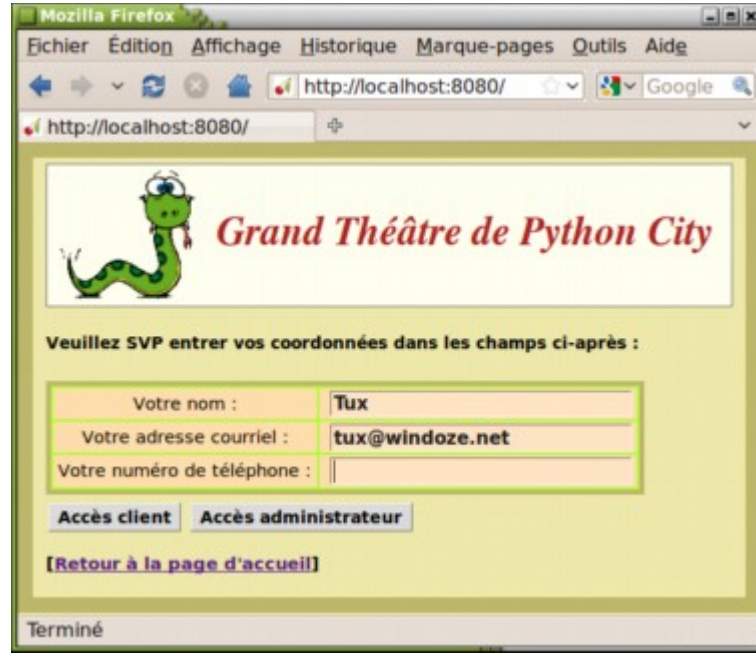 Mozilla Firefox
Fichier Édition Affichage Historique Marque-pages Outils Aide
http://localhost:8080/ Google
http://localhost:8080/
Grand Théâtre de Python City
Veuillez SVP entrer vos coordonnées dans les champs ci-après :
Votre nom : Tux
Votre adresse courriel : tux@windoze.net
Votre numéro de téléphone :
Accès client Accès administrateur
[Retour à la page d'accueil]
Terminé